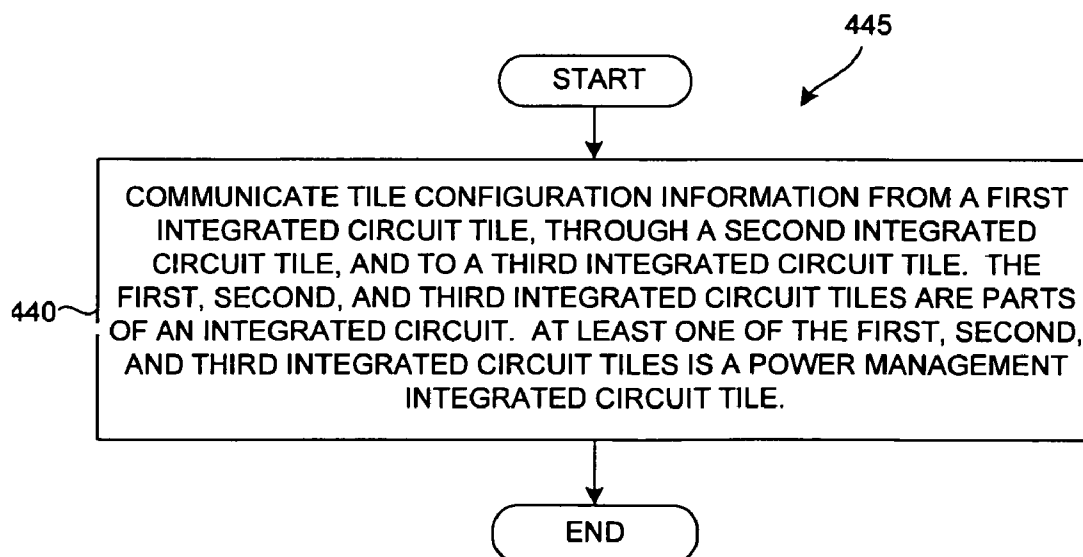 445
START
COMMUNICATE TILE CONFIGURATION INFORMATION FROM A FIRST
INTEGRATED CIRCUIT TILE, THROUGH A SECOND INTEGRATED
CIRCUIT TILE, AND TO A THIRD INTEGRATED CIRCUIT TILE. THE
FIRST, SECOND, AND THIRD INTEGRATED CIRCUIT TILES ARE PARTS
OF AN INTEGRATED CIRCUIT. AT LEAST ONE OF THE FIRST, SECOND,
AND THIRD INTEGRATED CIRCUIT TILES IS A POWER MANAGEMENT
INTEGRATED CIRCUIT TILE.
440
END